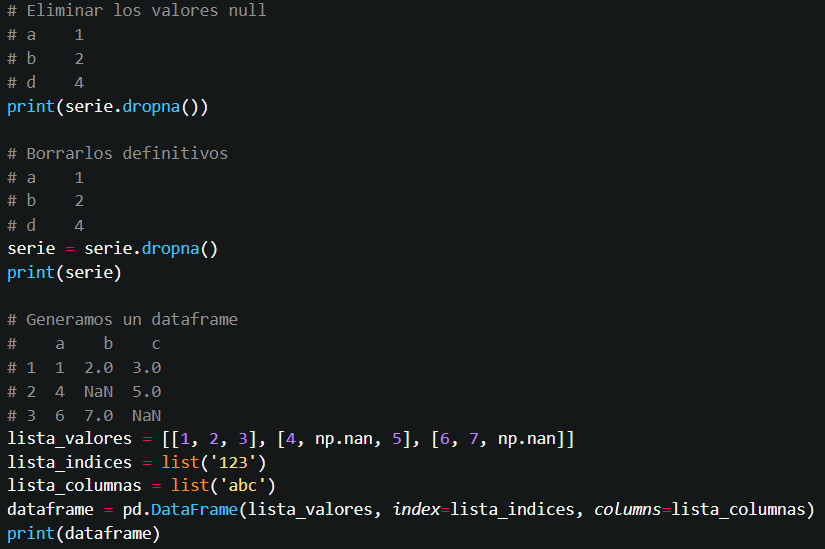 # Eliminar los valores null
# a    1
# b    2
# d    4
print(serie.dropna())

# Borrarlos definitivos
# a    1
# b    2
# d    4
serie = serie.dropna()
print(serie)

# Generamos un dataframe
#    a    b    c
# 1  1  2.0  3.0
# 2  4  NaN  5.0
# 3  6  7.0  NaN
lista_valores = [[1, 2, 3], [4, np.nan, 5], [6, 7, np.nan]]
lista_indices = list('123')
lista_columnas = list('abc')
dataframe = pd.DataFrame(lista_valores, index=lista_indices, columns=lista_columnas)
print(dataframe)